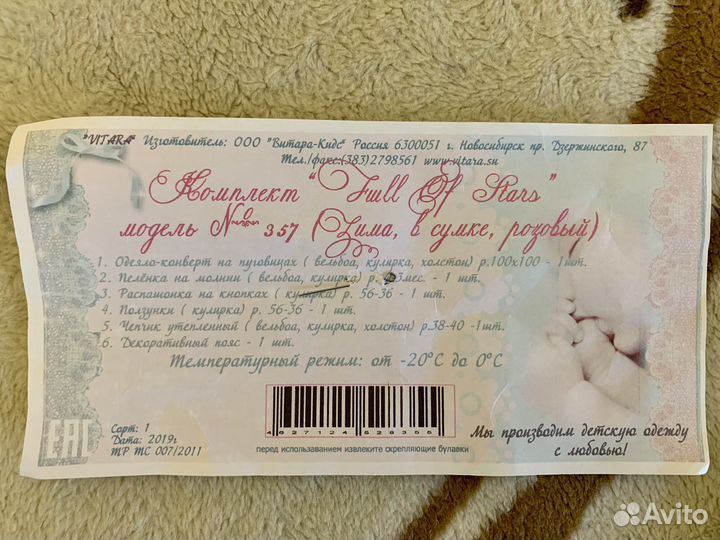 "VITARA" Изготовитель: ООО "Витара-Кидс" Россия 6300051 г. Новосибирск пр. Дзержинского, 87
Тел./факс:(383)2798561 www.vitara.su
Комплект "Full Of Stars"
модель №357 (Зима, в сумке, розовый)
1. Одеяло-конверт на пуговицах ( вельбоа, кулирка, холстон) р.100х100 - 1шт.
2. Пелёнка на молнии ( вельбоа, кулирка) р. мес. - 1 шт.
3. Распашонка на кнопках ( кулирка) р. 56-36 - 1 шт.
4. Ползунки ( кулирка) р. 56-36 - 1 шт.
5. Чепчик утепленный ( вельбоа, кулирка, холстон) р.38-40 -1шт.
6. Декоративный пояс - 1 шт.
Температурный режим: от -20°C до 0°C
4 627124 528355
перед использованием извлеките скрепляющие булавки
Сорт: 1
Дата: 2019г
ТР ТС 007/2011
EAC
Мы производим детскую одежду
с любовью!
Avito